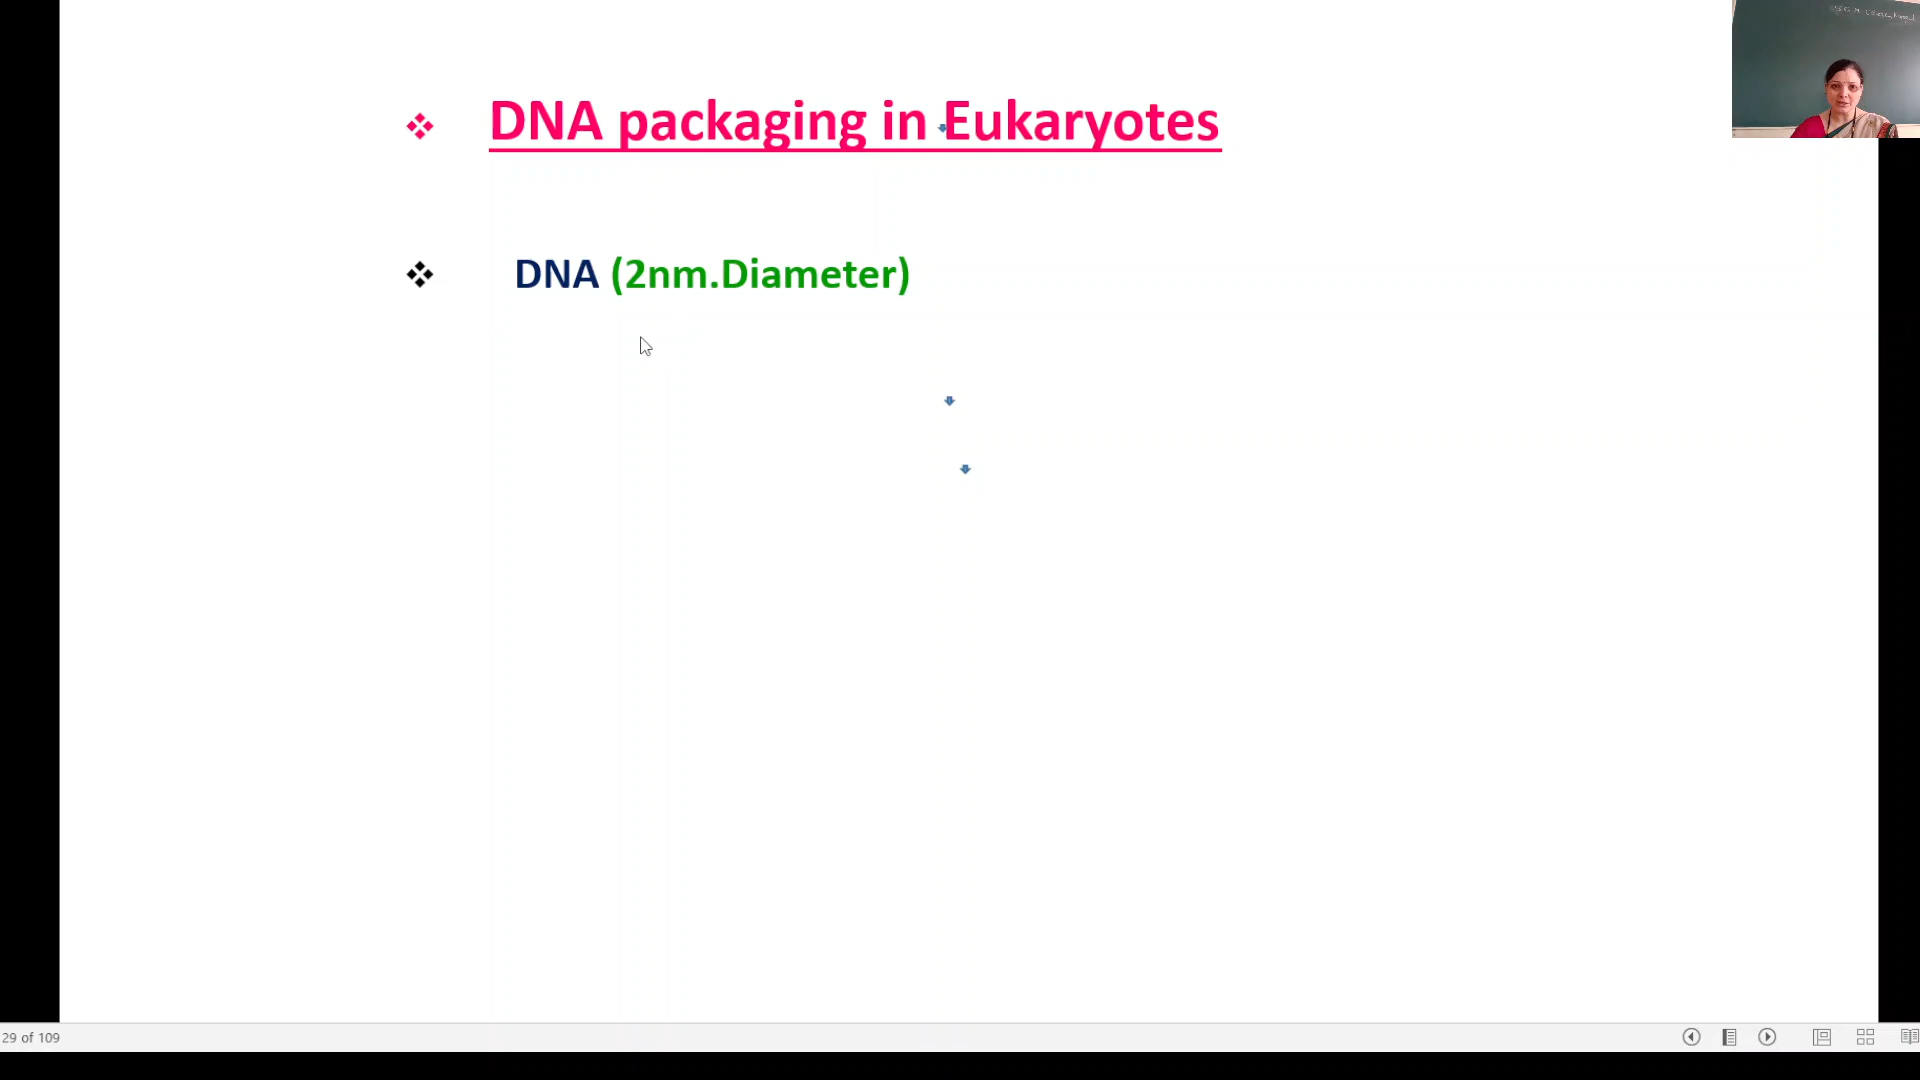 DNA packaging in Eukaryotes
DNA (2nm.Diameter)
29 of 109